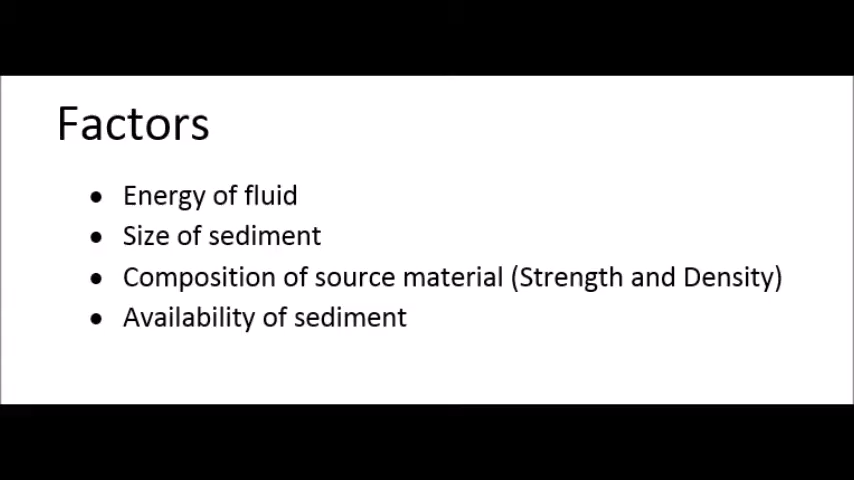 Factors
• Energy of fluid
• Size of sediment
• Composition of source material (Strength and Density)
• Availability of sediment